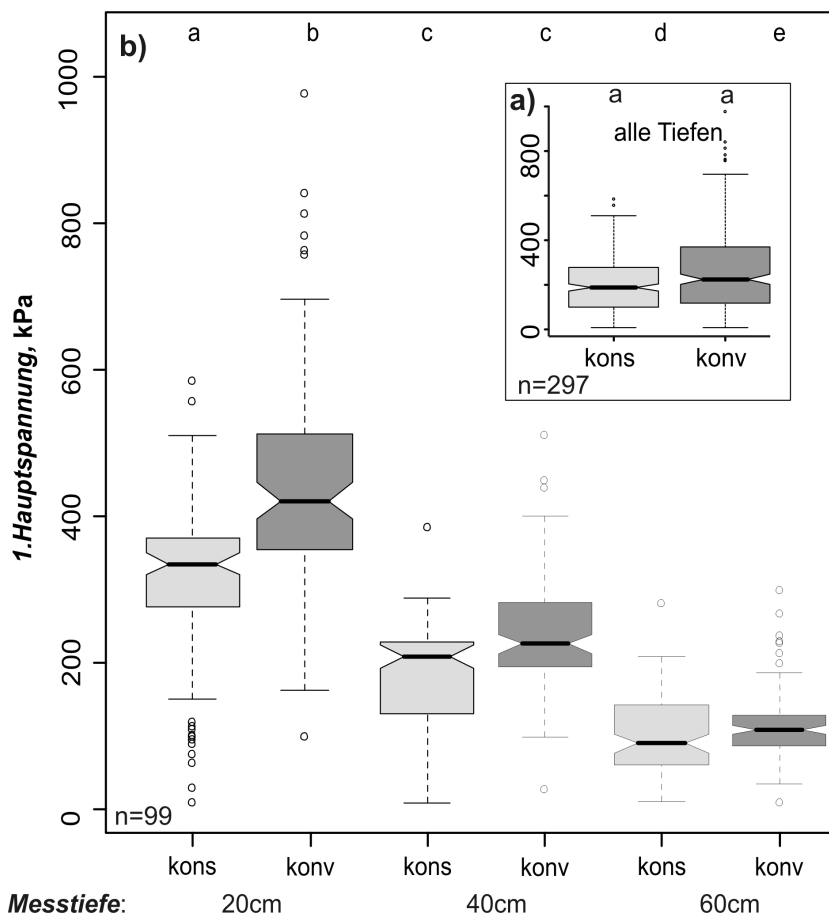 b)
a b c c d e
1000
800
600
400
200
0
1.Hauptspannung, kPa
a)
a a
alle Tiefen
800
400
0
kons konv
n=297
n=99
kons konv kons konv kons konv
Messtiefe: 20cm 40cm 60cm